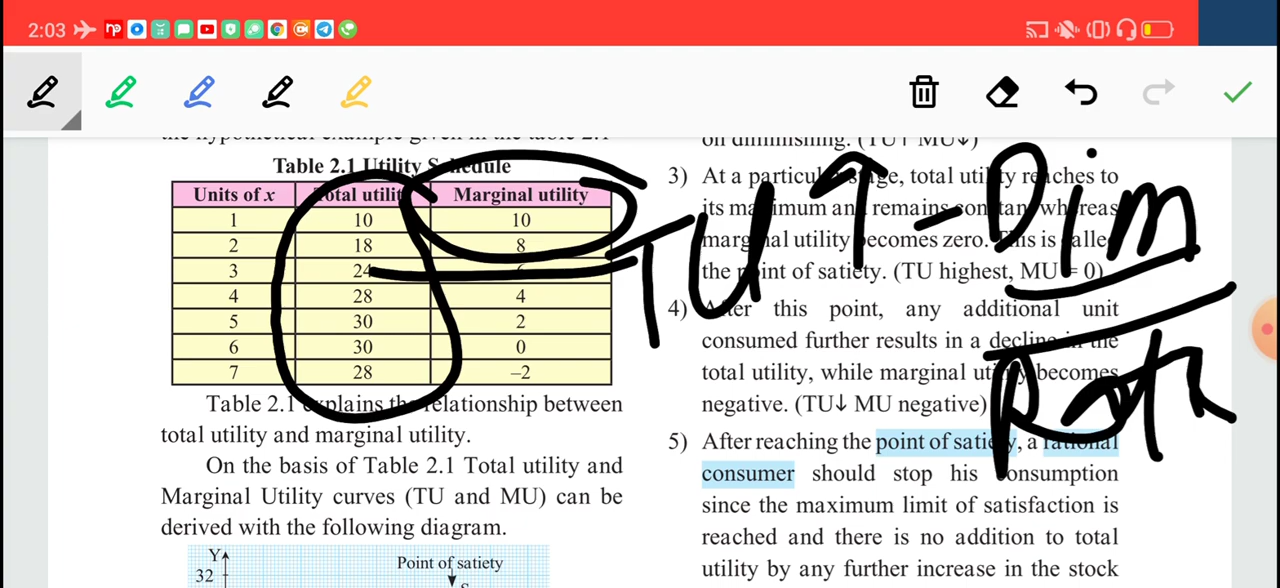 2:03
the hypothetical example given in the table 2.1
Table 2.1 Utility Schedule
Units of x Total utility Marginal utility
1 10 10
2 18 8
3 24 6
4 28 4
5 30 2
6 30 0
7 28 –2
Table 2.1 explains the relationship between
total utility and marginal utility.
On the basis of Table 2.1 Total utility and
Marginal Utility curves (TU and MU) can be
derived with the following diagram.
Y
32
Point of satiety
S
on diminishing. (TU↑ MU↓)
3) At a particular stage, total utility reaches to
its maximum and remains constant whereas
marginal utility becomes zero. This is called
the point of satiety. (TU highest, MU = 0)
4) After this point, any additional unit
consumed further results in a decline in the
total utility, while marginal utility becomes
negative. (TU↓ MU negative)
5) After reaching the point of satiety, a rational
consumer should stop his consumption
since the maximum limit of satisfaction is
reached and there is no addition to total
utility by any further increase in the stock
TU ↑ - Dim